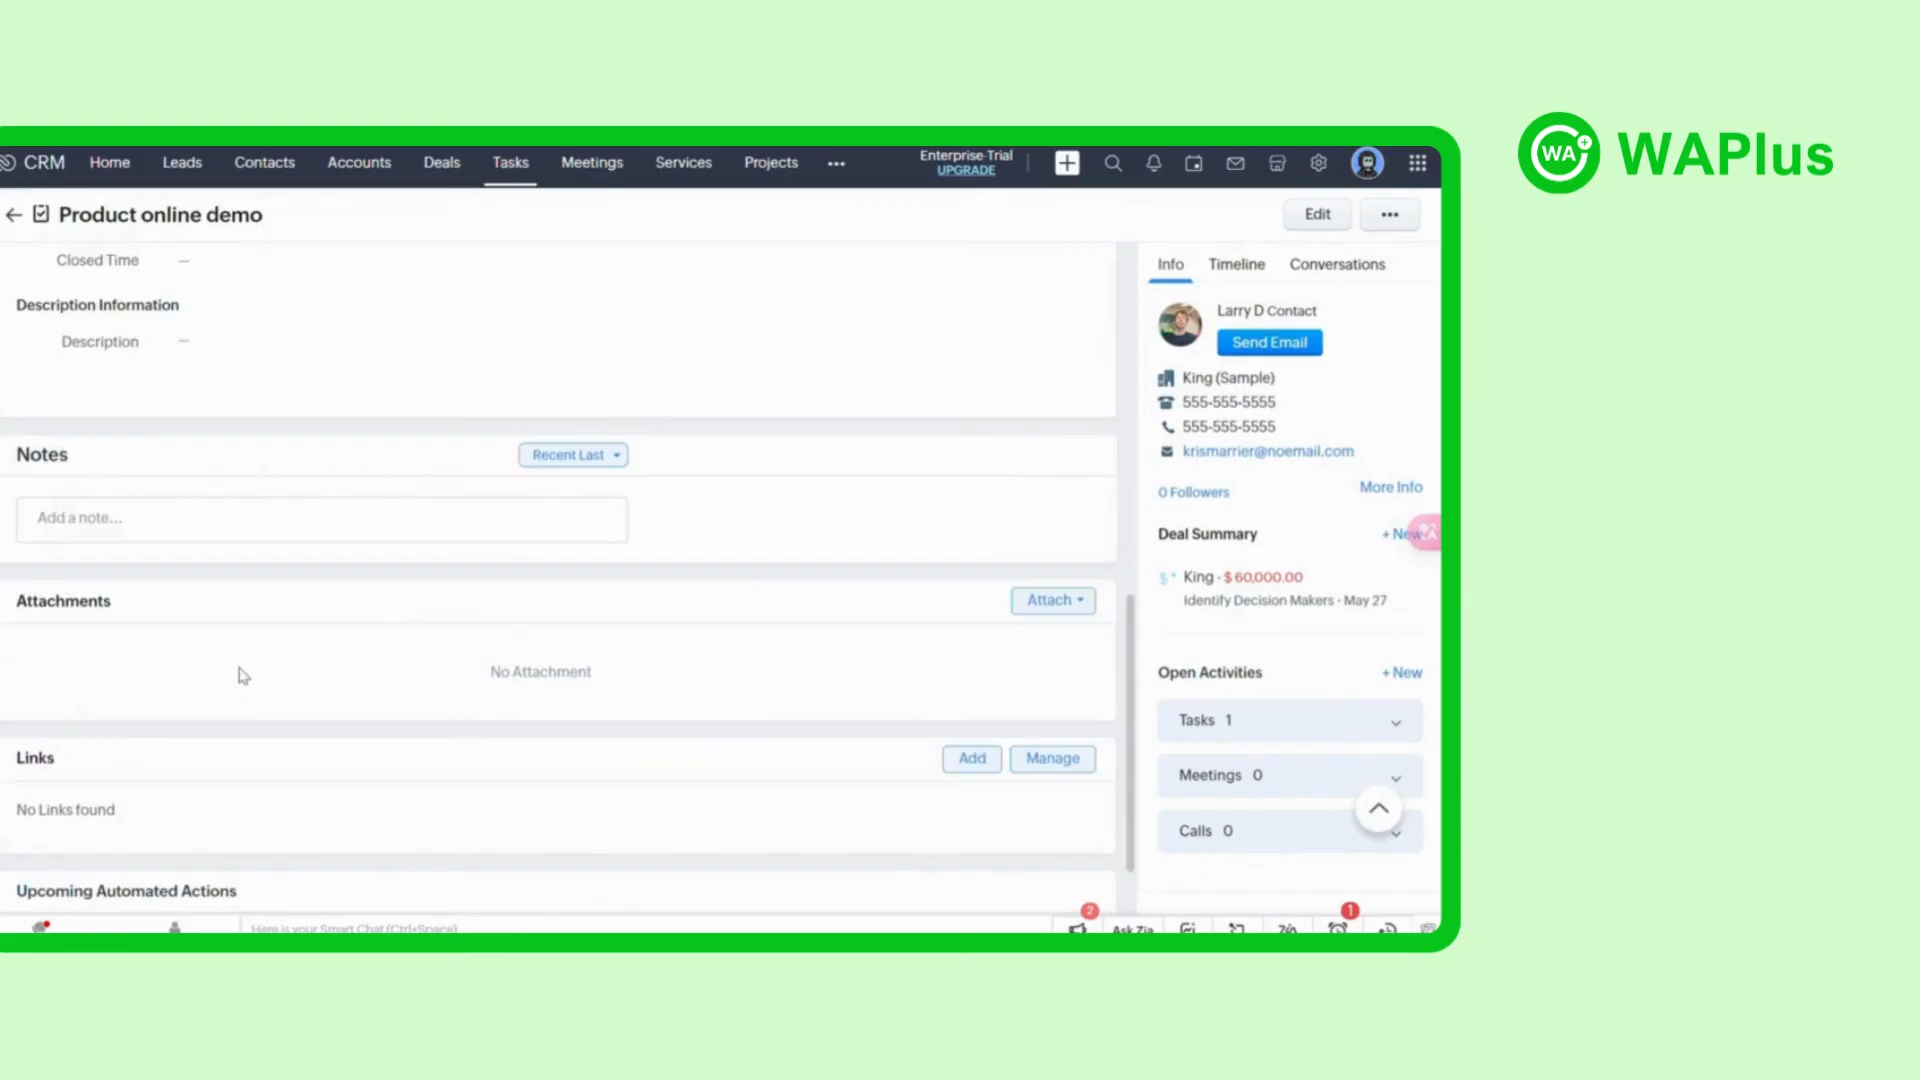 WAPlus
WA
CRM Home Leads Contacts Accounts Deals Tasks Meetings Services Projects •••
Enterprise-Trial
UPGRADE
Product online demo
Edit
•••
Closed Time —
Description Information
Description —
Notes
Recent Last
Add a note...
Attachments
Attach
No Attachment
Links
Add
Manage
No Links found
Upcoming Automated Actions
Here is your Smart Chat (Ctrl+Space)
2
Ask Zia
1
Info Timeline Conversations
Larry D Contact
Send Email
King (Sample)
555-555-5555
555-555-5555
krismarrier@noemail.com
0 Followers
More Info
Deal Summary
+ New
King · $ 60,000.00
Identify Decision Makers · May 27
Open Activities
+ New
Tasks 1
Meetings 0
Calls 0